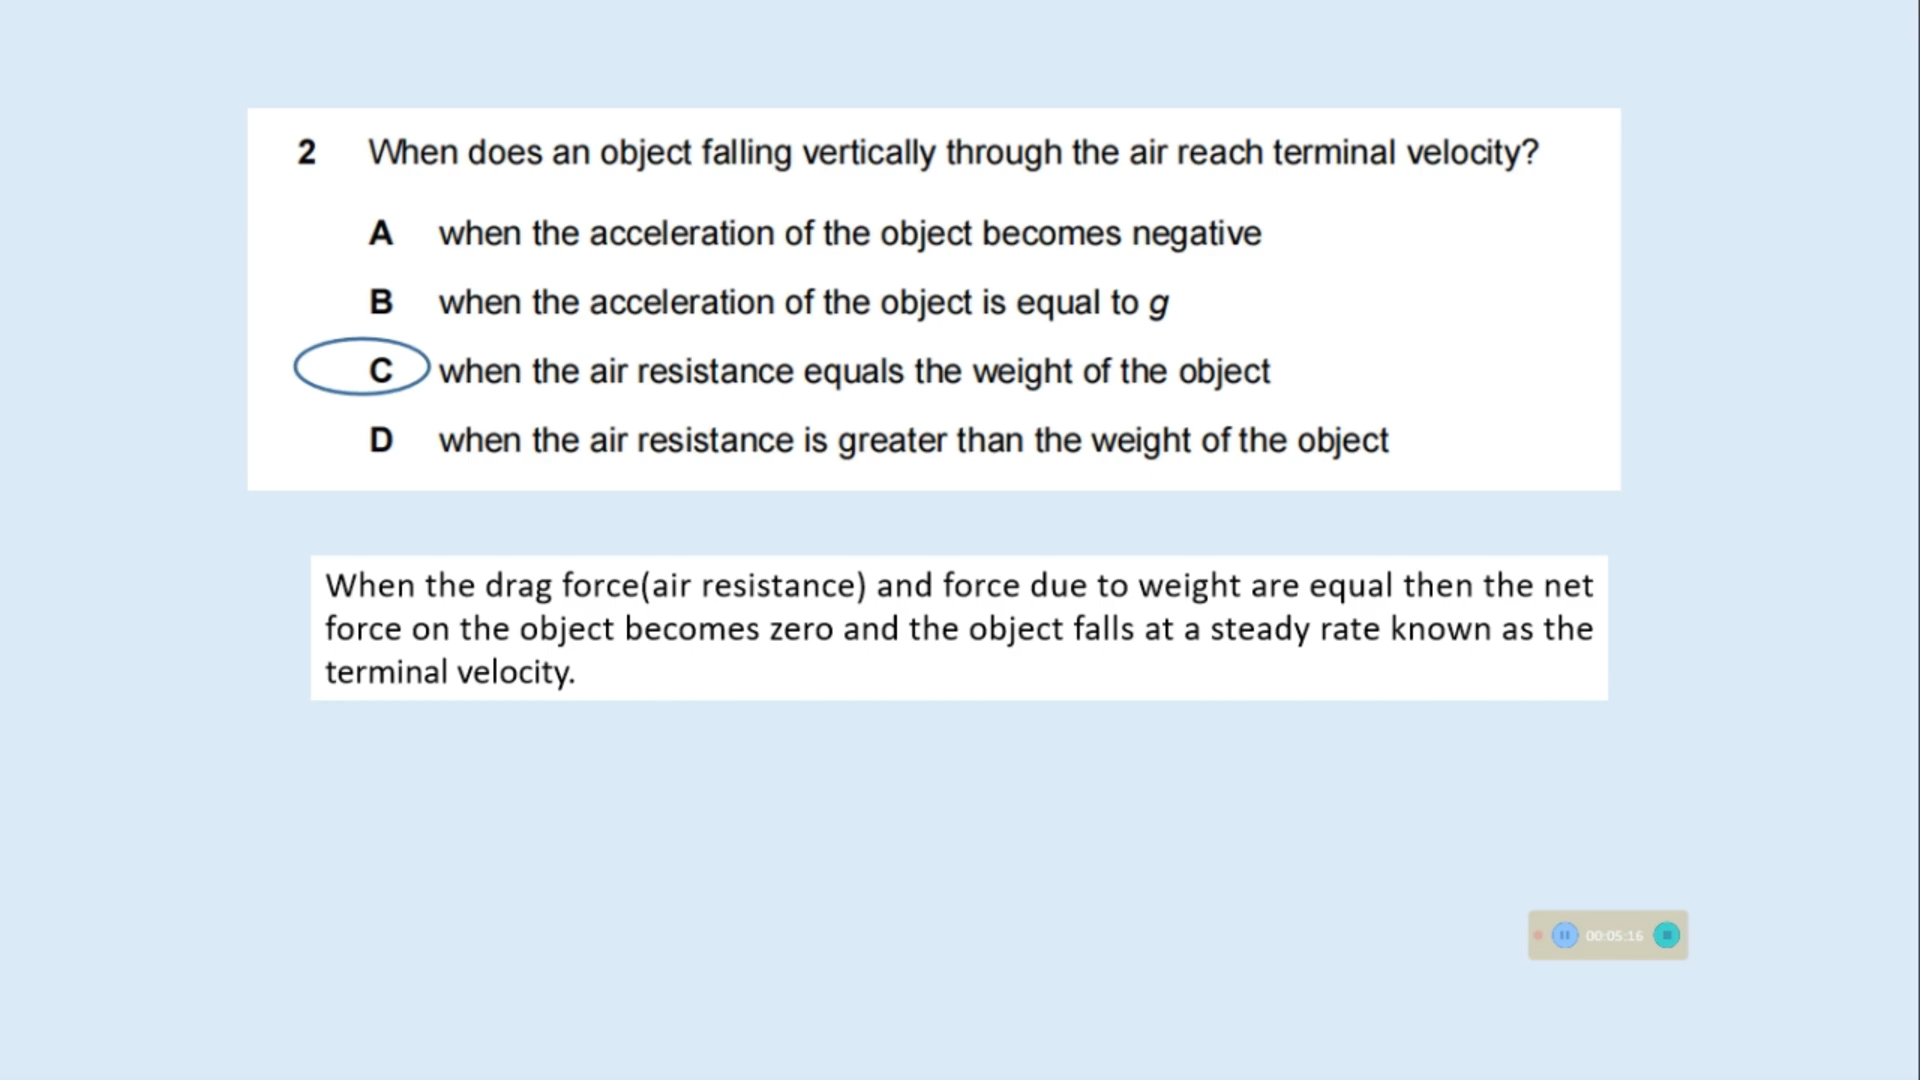 2 When does an object falling vertically through the air reach terminal velocity?
A when the acceleration of the object becomes negative
B when the acceleration of the object is equal to g
C when the air resistance equals the weight of the object
D when the air resistance is greater than the weight of the object
When the drag force(air resistance) and force due to weight are equal then the net
force on the object becomes zero and the object falls at a steady rate known as the
terminal velocity.
00:05:16